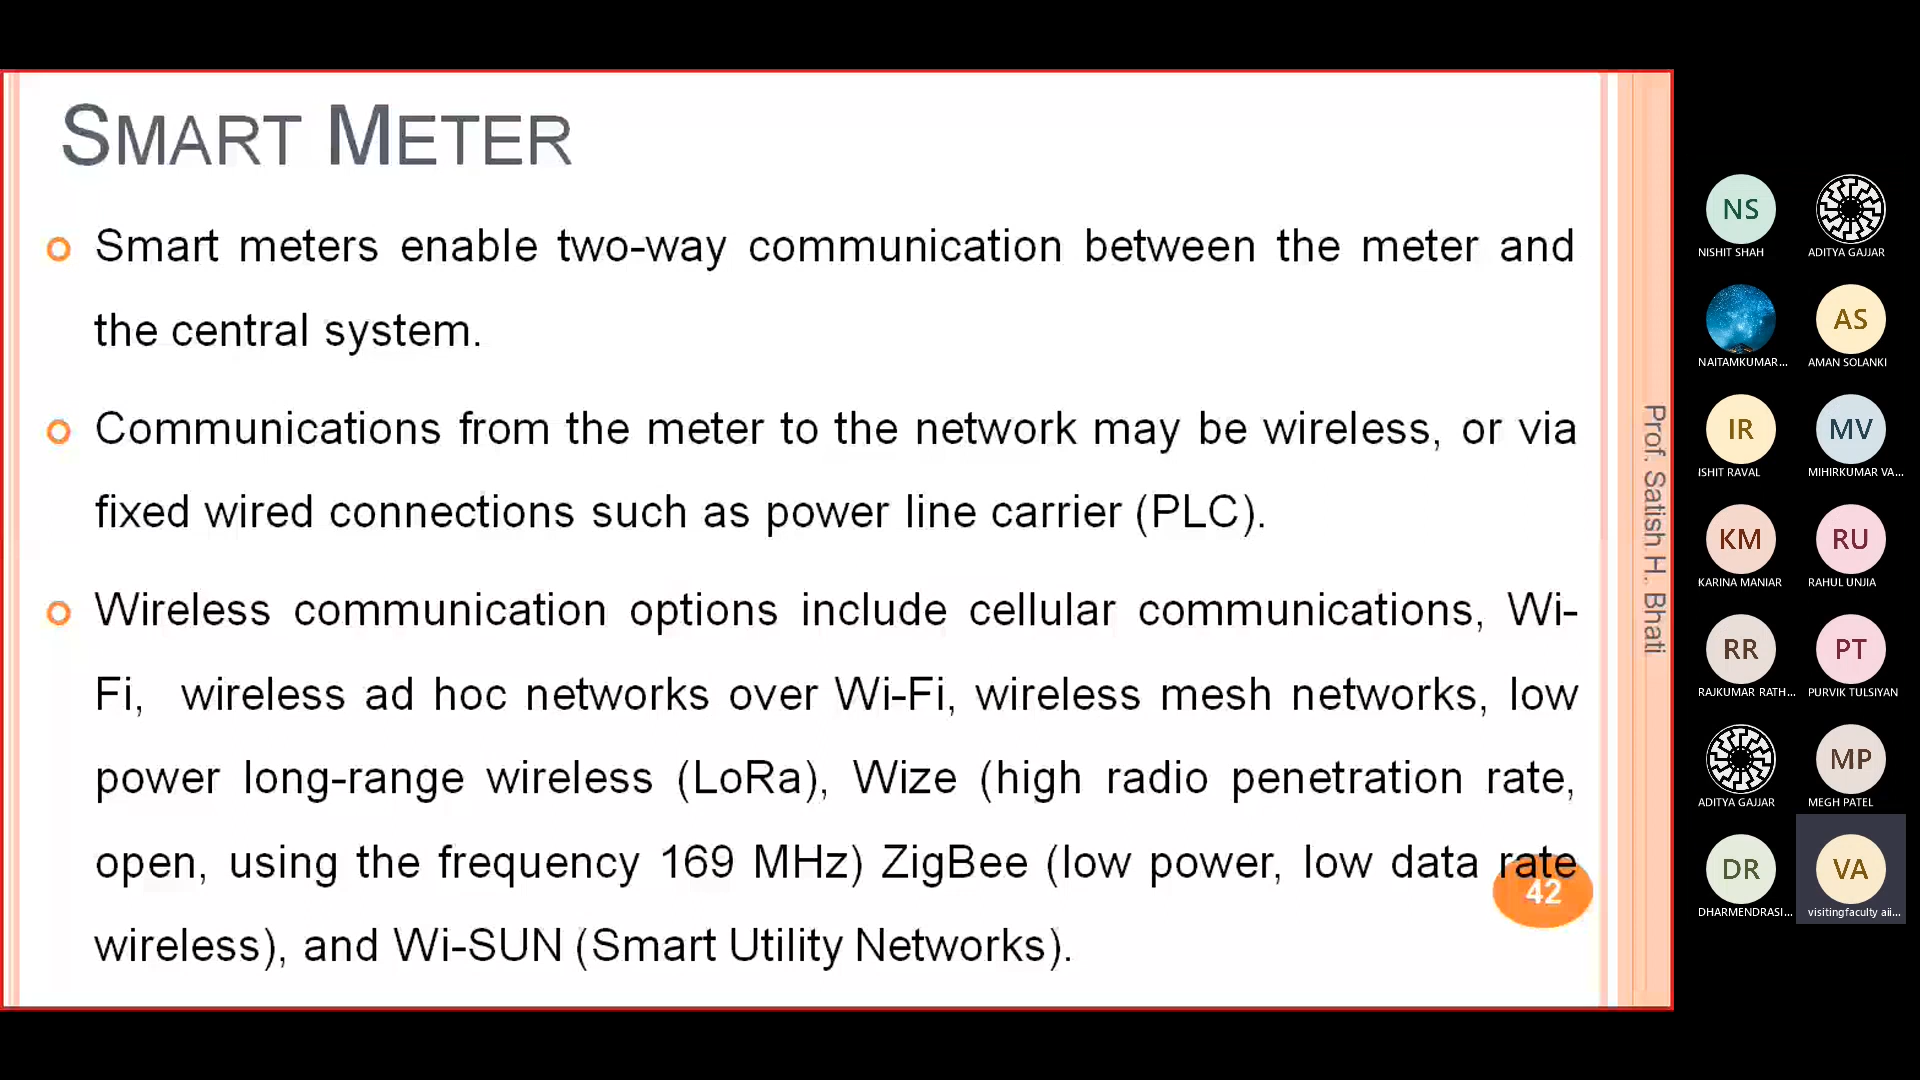 SMART METER
Smart meters enable two-way communication between the meter and
the central system.
Communications from the meter to the network may be wireless, or via
fixed wired connections such as power line carrier (PLC).
Wireless communication options include cellular communications, Wi-
Fi, wireless ad hoc networks over Wi-Fi, wireless mesh networks, low
power long-range wireless (LoRa), Wize (high radio penetration rate,
open, using the frequency 169 MHz) ZigBee (low power, low data rate
wireless), and Wi-SUN (Smart Utility Networks).
42
Prof. Satish H. Bhati
NS
NISHIT SHAH
ADITYA GAJJAR
NAITAMKUMAR...
AS
AMAN SOLANKI
IR
ISHIT RAVAL
MV
MIHIRKUMAR VA...
KM
KARINA MANIAR
RU
RAHUL UNJIA
RR
RAJKUMAR RATH...
PT
PURVIK TULSIYAN
ADITYA GAJJAR
MP
MEGH PATEL
DR
DHARMENDRASI...
VA
visitingfaculty aii...